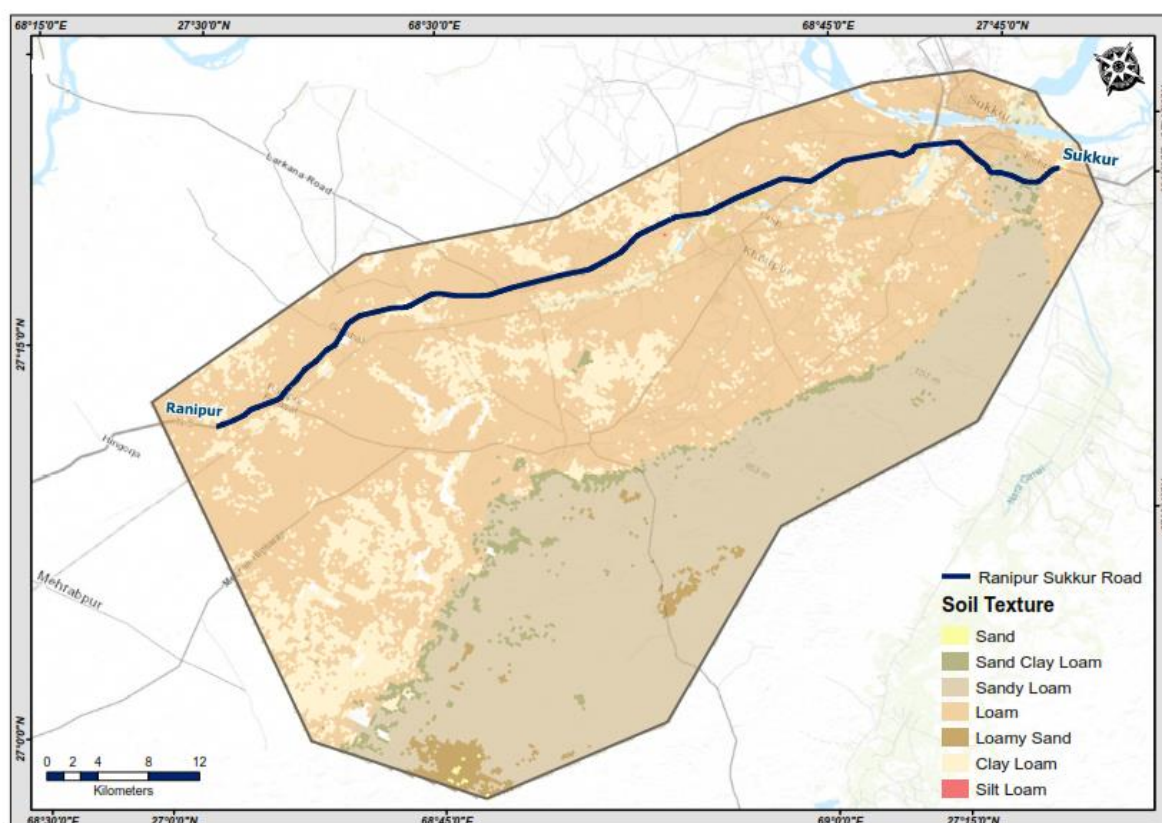 68°15'0"E
27°30'0"N
68°30'0"E
68°45'0"E
27°45'0"N
Sukkur
Sukkur
Larkana Road
Khairpur
27°15'0"N
Ranipur
Hingorja
Mehrabpur
Nara Canal
Ranipur Sukkur Road
Soil Texture
Sand
Sand Clay Loam
Sandy Loam
Loam
Loamy Sand
Clay Loam
Silt Loam
27°0'0"N
0 2 4 8 12
Kilometers
68°30'0"E
27°0'0"N
68°45'0"E
69°0'0"E
27°15'0"N